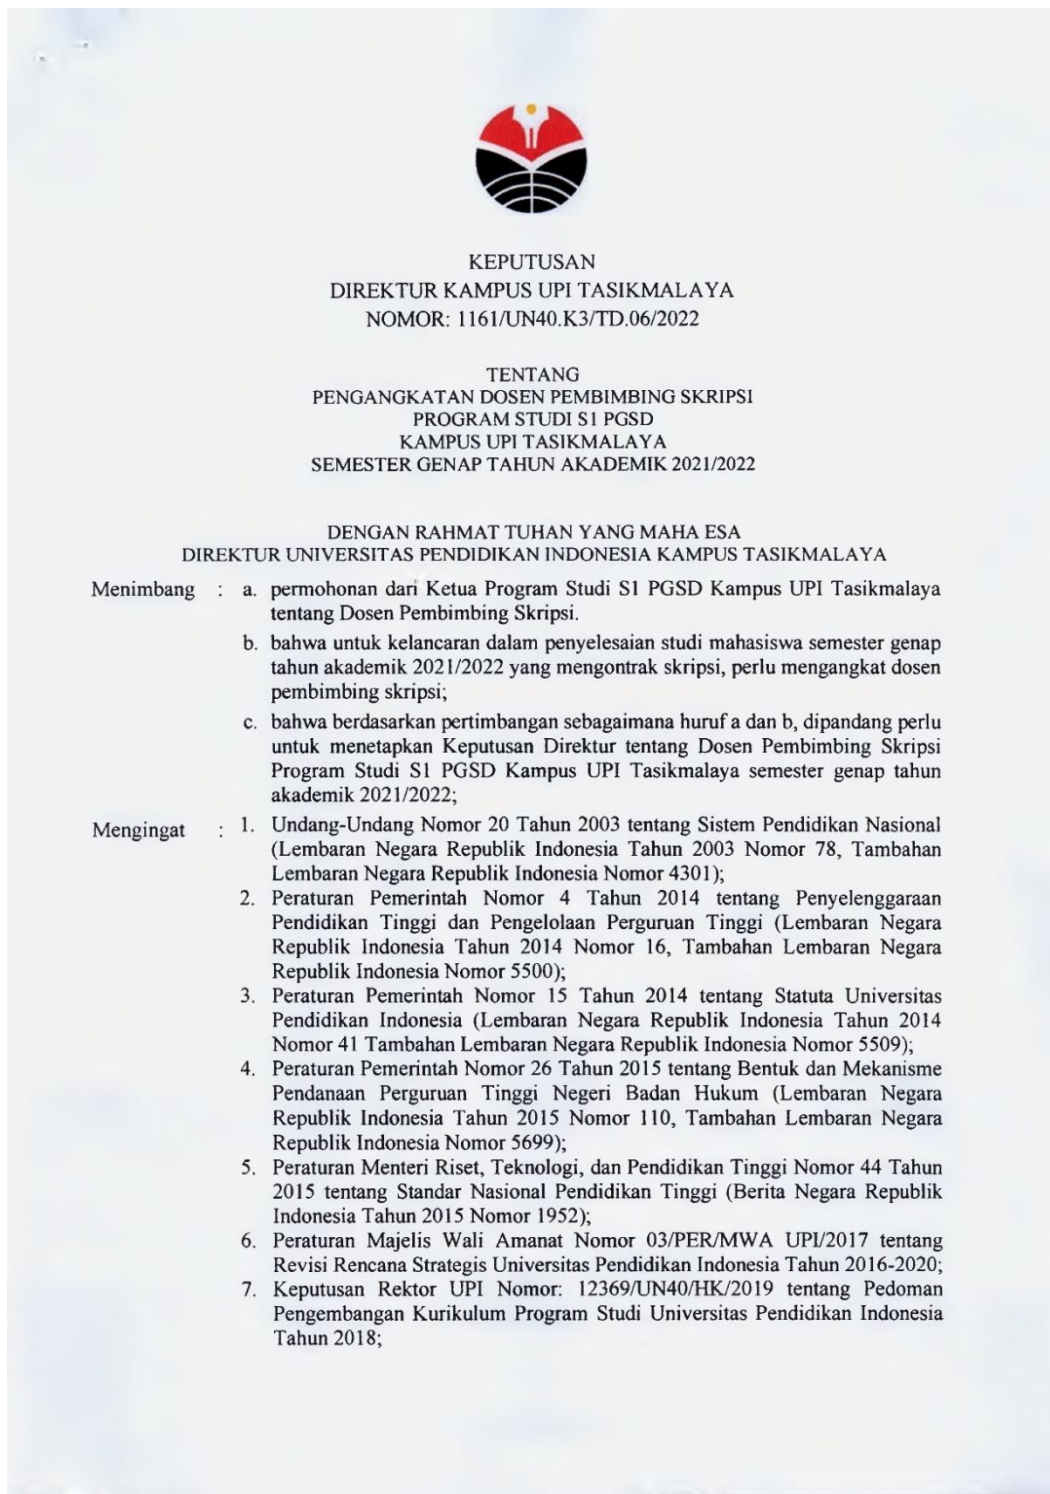 KEPUTUSAN
DIREKTUR KAMPUS UPI TASIKMALAYA
NOMOR: 1161/UN40.K3/TD.06/2022
TENTANG
PENGANGKATAN DOSEN PEMBIMBING SKRIPSI
PROGRAM STUDI S1 PGSD
KAMPUS UPI TASIKMALAYA
SEMESTER GENAP TAHUN AKADEMIK 2021/2022
DENGAN RAHMAT TUHAN YANG MAHA ESA
DIREKTUR UNIVERSITAS PENDIDIKAN INDONESIA KAMPUS TASIKMALAYA
Menimbang : a. permohonan dari Ketua Program Studi S1 PGSD Kampus UPI Tasikmalaya
tentang Dosen Pembimbing Skripsi.
b. bahwa untuk kelancaran dalam penyelesaian studi mahasiswa semester genap
tahun akademik 2021/2022 yang mengontrak skripsi, perlu mengangkat dosen
pembimbing skripsi;
c. bahwa berdasarkan pertimbangan sebagaimana huruf a dan b, dipandang perlu
untuk menetapkan Keputusan Direktur tentang Dosen Pembimbing Skripsi
Program Studi S1 PGSD Kampus UPI Tasikmalaya semester genap tahun
akademik 2021/2022;
Mengingat : 1. Undang-Undang Nomor 20 Tahun 2003 tentang Sistem Pendidikan Nasional
(Lembaran Negara Republik Indonesia Tahun 2003 Nomor 78, Tambahan
Lembaran Negara Republik Indonesia Nomor 4301);
2. Peraturan Pemerintah Nomor 4 Tahun 2014 tentang Penyelenggaraan
Pendidikan Tinggi dan Pengelolaan Perguruan Tinggi (Lembaran Negara
Republik Indonesia Tahun 2014 Nomor 16, Tambahan Lembaran Negara
Republik Indonesia Nomor 5500);
3. Peraturan Pemerintah Nomor 15 Tahun 2014 tentang Statuta Universitas
Pendidikan Indonesia (Lembaran Negara Republik Indonesia Tahun 2014
Nomor 41 Tambahan Lembaran Negara Republik Indonesia Nomor 5509);
4. Peraturan Pemerintah Nomor 26 Tahun 2015 tentang Bentuk dan Mekanisme
Pendanaan Perguruan Tinggi Negeri Badan Hukum (Lembaran Negara
Republik Indonesia Tahun 2015 Nomor 110, Tambahan Lembaran Negara
Republik Indonesia Nomor 5699);
5. Peraturan Menteri Riset, Teknologi, dan Pendidikan Tinggi Nomor 44 Tahun
2015 tentang Standar Nasional Pendidikan Tinggi (Berita Negara Republik
Indonesia Tahun 2015 Nomor 1952);
6. Peraturan Majelis Wali Amanat Nomor 03/PER/MWA UPI/2017 tentang
Revisi Rencana Strategis Universitas Pendidikan Indonesia Tahun 2016-2020;
7. Keputusan Rektor UPI Nomor: 12369/UN40/HK/2019 tentang Pedoman
Pengembangan Kurikulum Program Studi Universitas Pendidikan Indonesia
Tahun 2018;